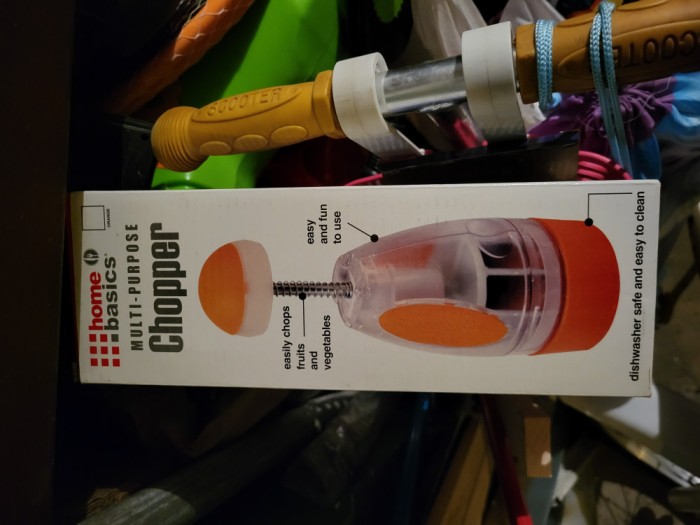 SCOOTER
SCOOTER
ORANGE
home
basics®
MULTI-PURPOSE
Chopper
easy
and fun
to use
easily chops
fruits
and
vegetables
dishwasher safe and easy to clean